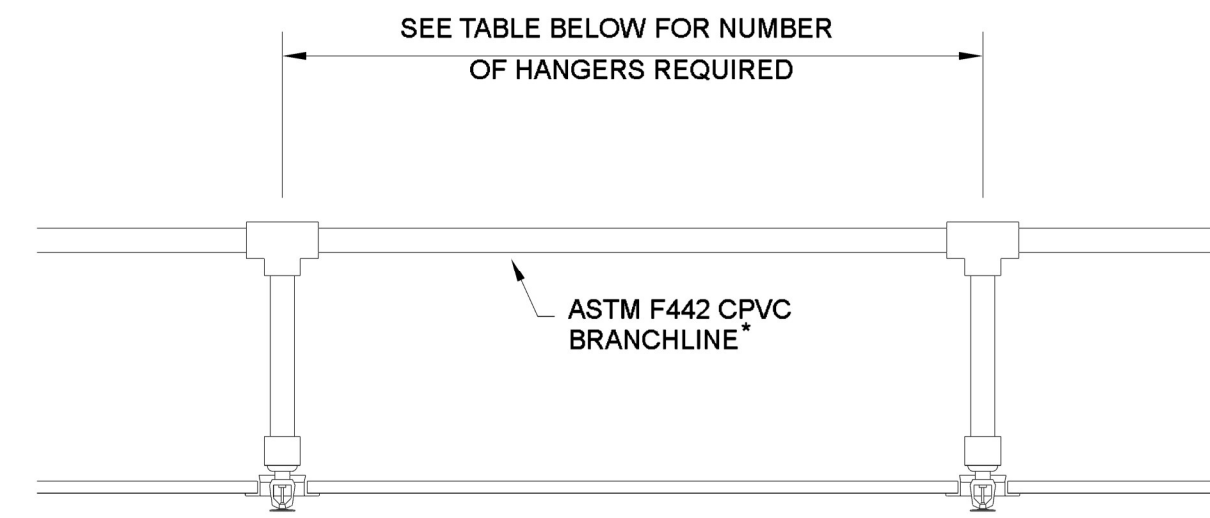 SEE TABLE BELOW FOR NUMBER
OF HANGERS REQUIRED
ASTM F442 CPVC
BRANCHLINE*